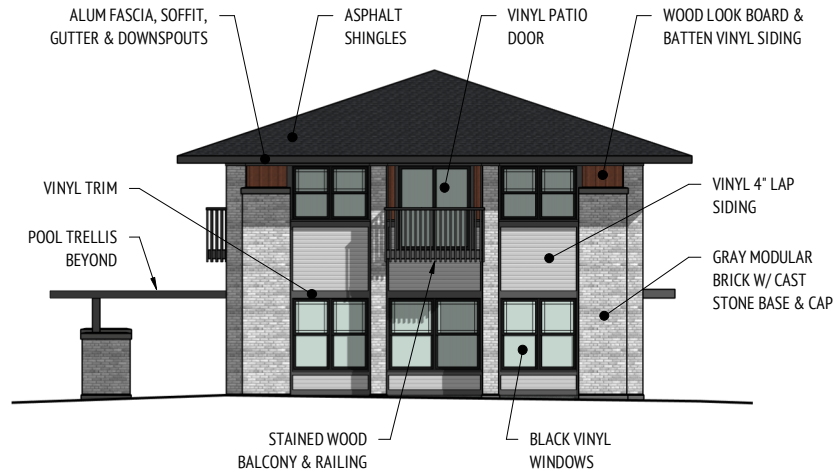 ALUM FASCIA, SOFFIT,
GUTTER & DOWNSPOUTS
ASPHALT
SHINGLES
VINYL PATIO
DOOR
WOOD LOOK BOARD &
BATTEN VINYL SIDING
VINYL TRIM
POOL TRELLIS
BEYOND
VINYL 4" LAP
SIDING
GRAY MODULAR
BRICK W/ CAST
STONE BASE & CAP
STAINED WOOD
BALCONY & RAILING
BLACK VINYL
WINDOWS